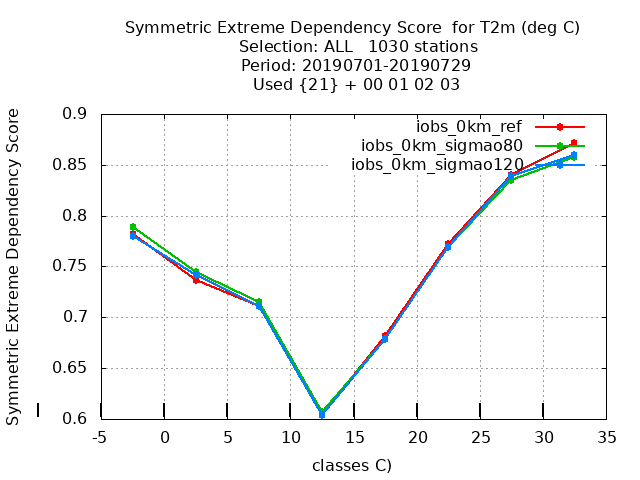 Symmetric Extreme Dependency Score  for T2m (deg C)
Selection: ALL   1030 stations
Period: 20190701-20190729
Used {21} + 00 01 02 03
Symmetric Extreme Dependency Score
0.9
0.85
0.8
0.75
0.7
0.65
0.6
iobs_0km_ref
iobs_0km_sigmao80
iobs_0km_sigmao120
-5 0 5 10 15 20 25 30 35
classes C)